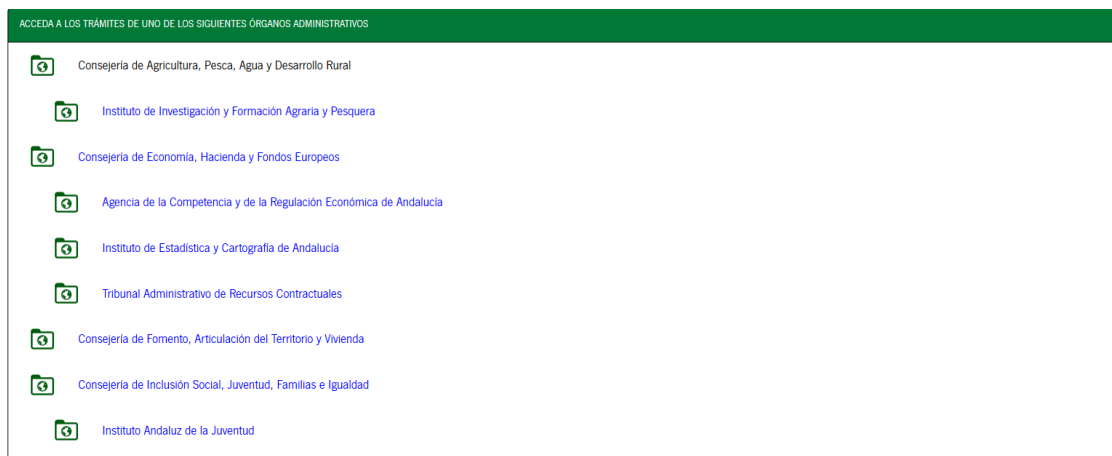 ACCEDA A LOS TRÁMITES DE UNO DE LOS SIGUIENTES ÓRGANOS ADMINISTRATIVOS
Consejería de Agricultura, Pesca, Agua y Desarrollo Rural
Instituto de Investigación y Formación Agraria y Pesquera
Consejería de Economía, Hacienda y Fondos Europeos
Agencia de la Competencia y de la Regulación Económica de Andalucía
Instituto de Estadística y Cartografía de Andalucía
Tribunal Administrativo de Recursos Contractuales
Consejería de Fomento, Articulación del Territorio y Vivienda
Consejería de Inclusión Social, Juventud, Familias e Igualdad
Instituto Andaluz de la Juventud